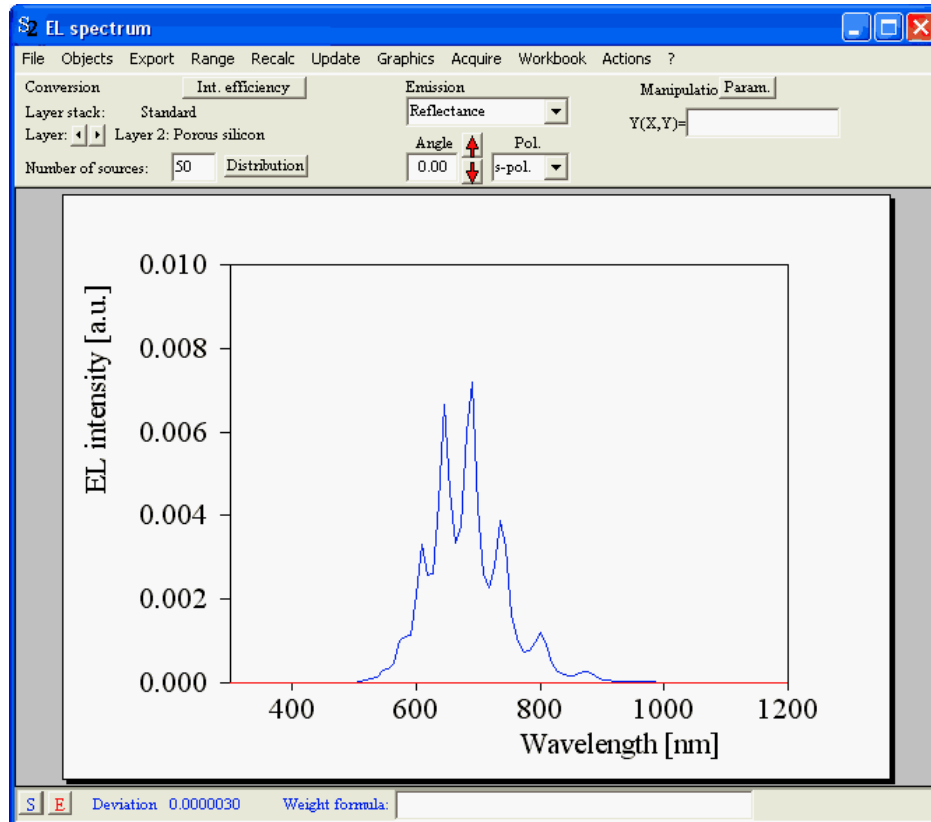 S2 EL spectrum
File Objects Export Range Recalc Update Graphics Acquire Workbook Actions ?
Conversion Int. efficiency Emission Manipulatio Param.
Layer stack: Standard Reflectance Y(X,Y)=
Layer: Layer 2: Porous silicon
Angle Pol.
Number of sources: 50 Distribution 0.00 s-pol.
0.010
0.008
0.006
0.004
0.002
0.000
EL intensity [a.u.]
400 600 800 1000 1200
Wavelength [nm]
S E Deviation 0.0000030 Weight formula: